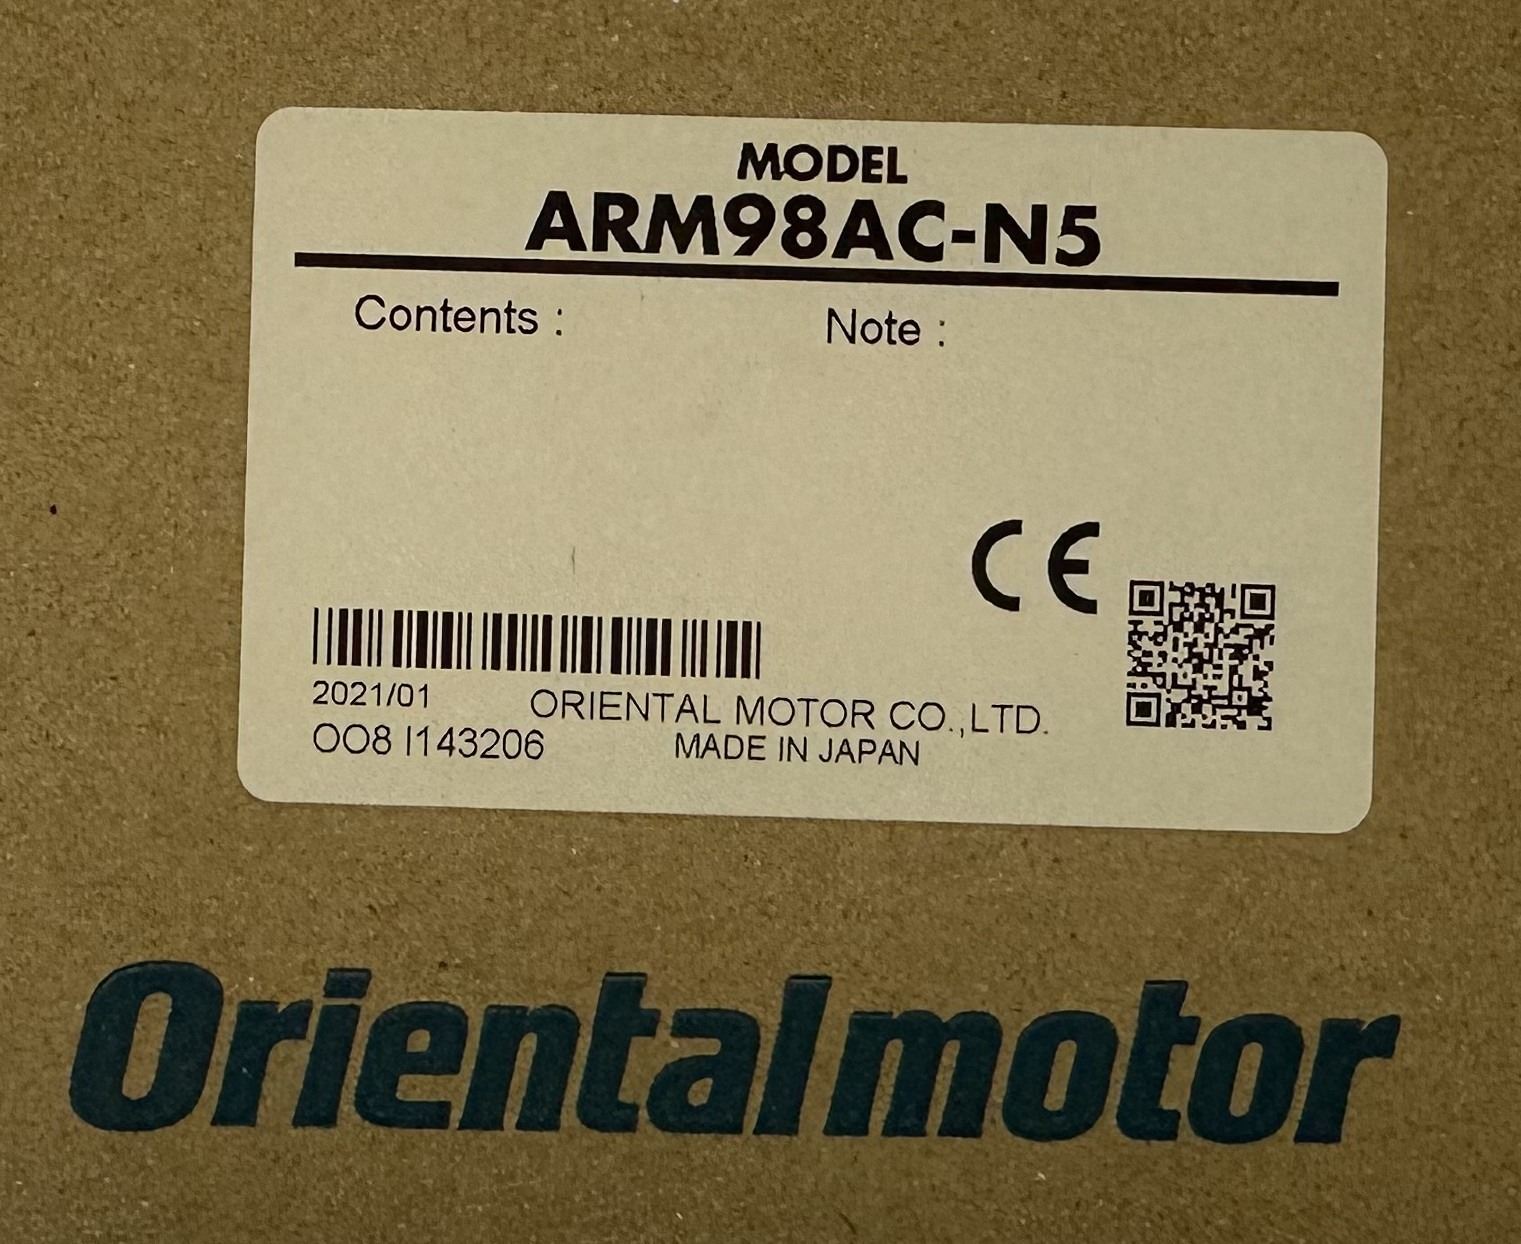 MODEL
ARM98AC-N5
Contents :
Note :
CE
2021/01
ORIENTAL MOTOR CO.,LTD.
OO8 I143206
MADE IN JAPAN
Orientalmotor